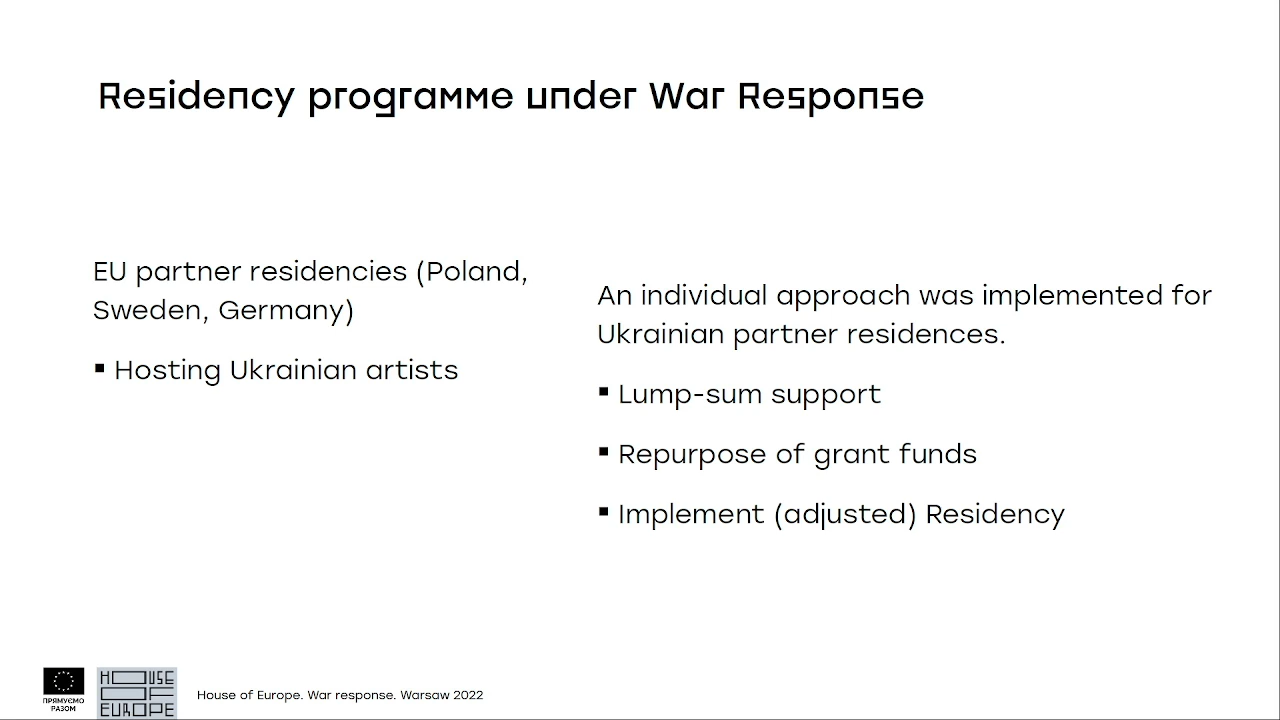 Residency programme under War Response
EU partner residencies (Poland,
Sweden, Germany)
▪ Hosting Ukrainian artists
An individual approach was implemented for
Ukrainian partner residences.
▪ Lump-sum support
▪ Repurpose of grant funds
▪ Implement (adjusted) Residency
ПРЯМУЄМО
РАЗОМ
HOUSE
OF
EUROPE
House of Europe. War response. Warsaw 2022